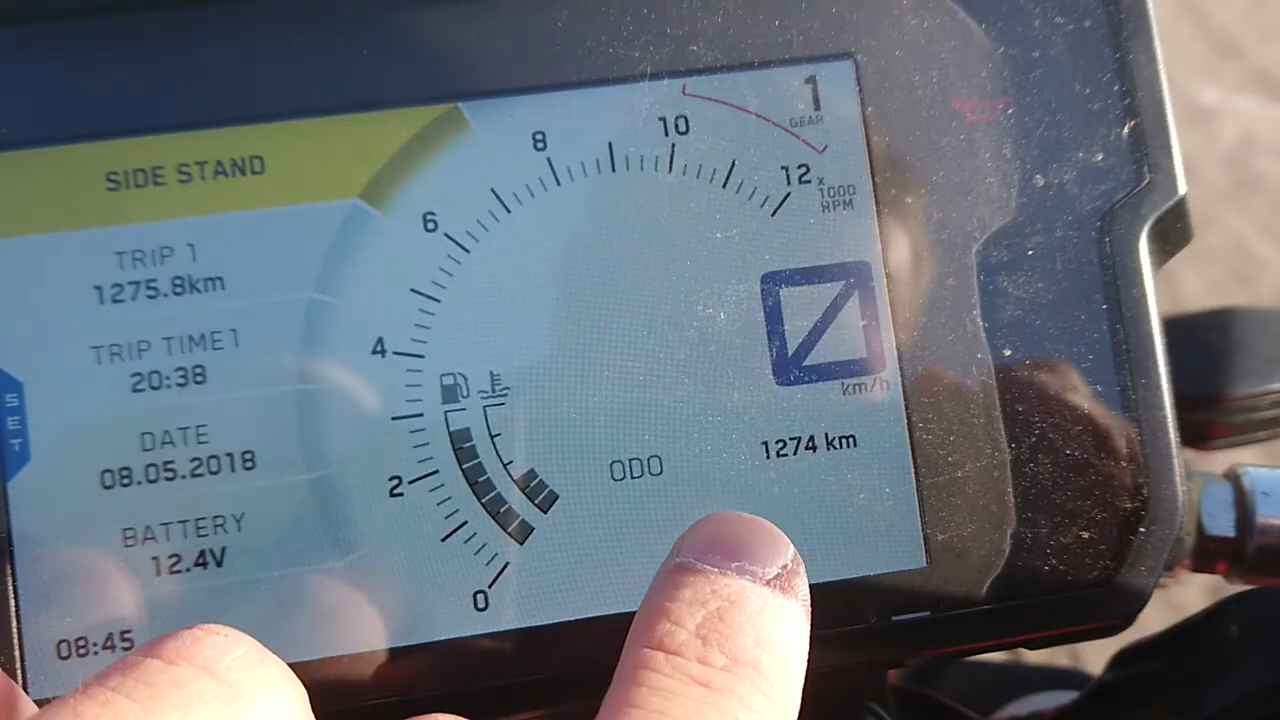 SIDE STAND
TRIP 1
1275.8km
TRIP TIME1
20:38
DATE
08.05.2018
BATTERY
12.4V
08:45
SET
0
2
4
6
8
10
12
x
1000
RPM
1
GEAR
0
km/h
ODO
1274 km